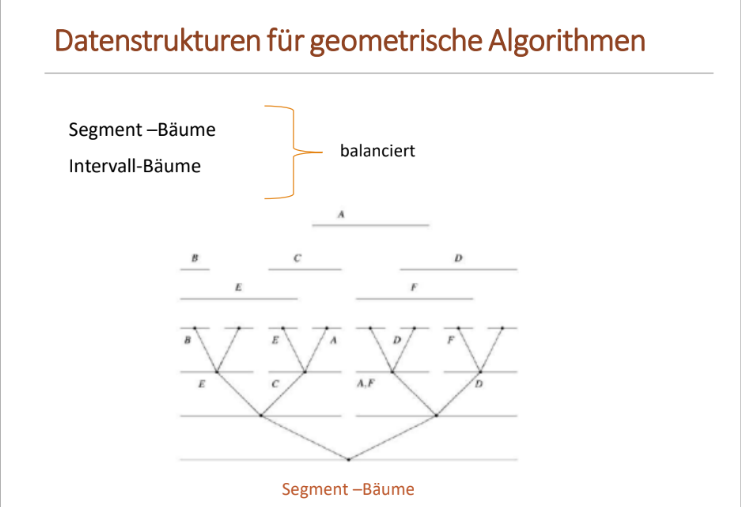 Datenstrukturen für geometrische Algorithmen
Segment –Bäume
Intervall-Bäume
balanciert
A
B C D
E F
B E A D F
E C A,F D
Segment –Bäume